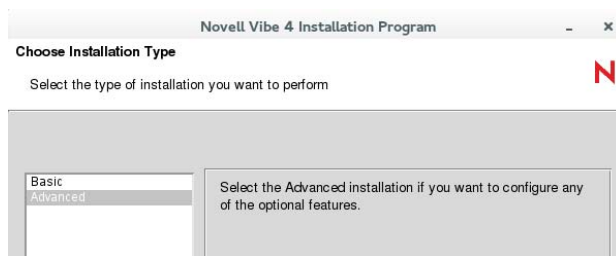 Novell Vibe 4 Installation Program
Choose Installation Type
Select the type of installation you want to perform
N
Basic
Advanced
Select the Advanced installation if you want to configure any
of the optional features.